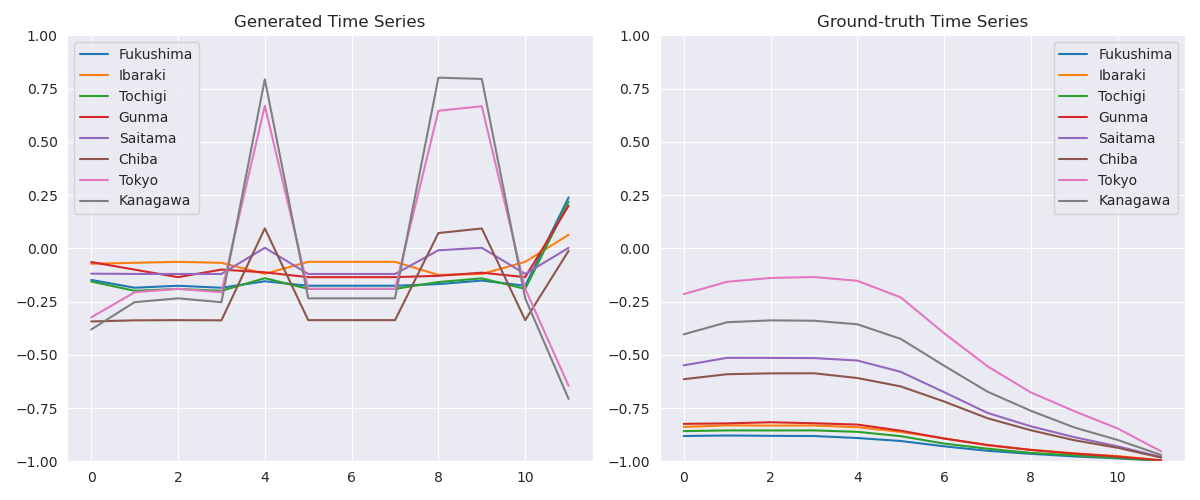 Generated Time Series
1.00
0.75
0.50
0.25
0.00
−0.25
−0.50
−0.75
−1.00
0 2 4 6 8 10
Fukushima
Ibaraki
Tochigi
Gunma
Saitama
Chiba
Tokyo
Kanagawa
Ground-truth Time Series
1.00
0.75
0.50
0.25
0.00
−0.25
−0.50
−0.75
−1.00
0 2 4 6 8 10
Fukushima
Ibaraki
Tochigi
Gunma
Saitama
Chiba
Tokyo
Kanagawa